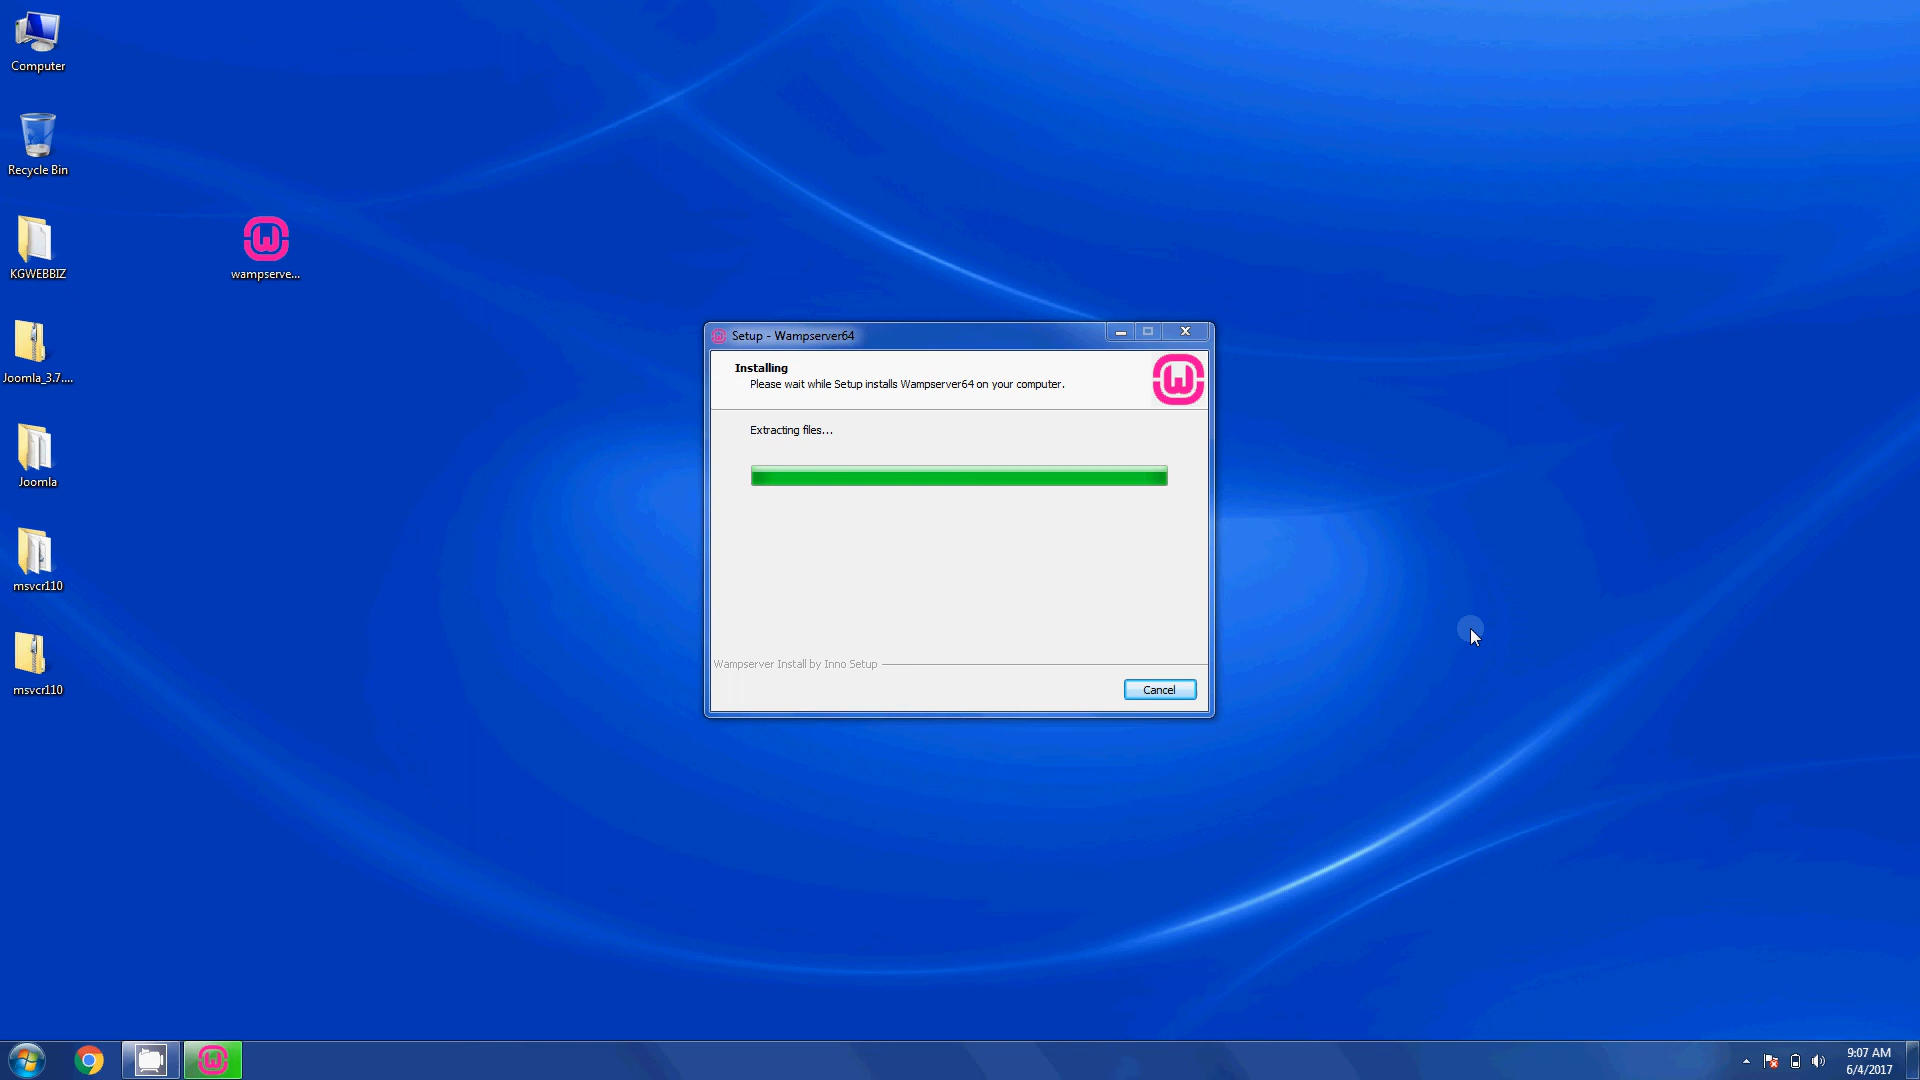 Computer
Recycle Bin
KGWEBBIZ
wampserve...
Joomla_3.7....
Joomla
msvcr110
msvcr110
Setup - Wampserver64
Installing
Please wait while Setup installs Wampserver64 on your computer.
Extracting files...
Wampserver Install by Inno Setup
Cancel
9:07 AM
6/4/2017